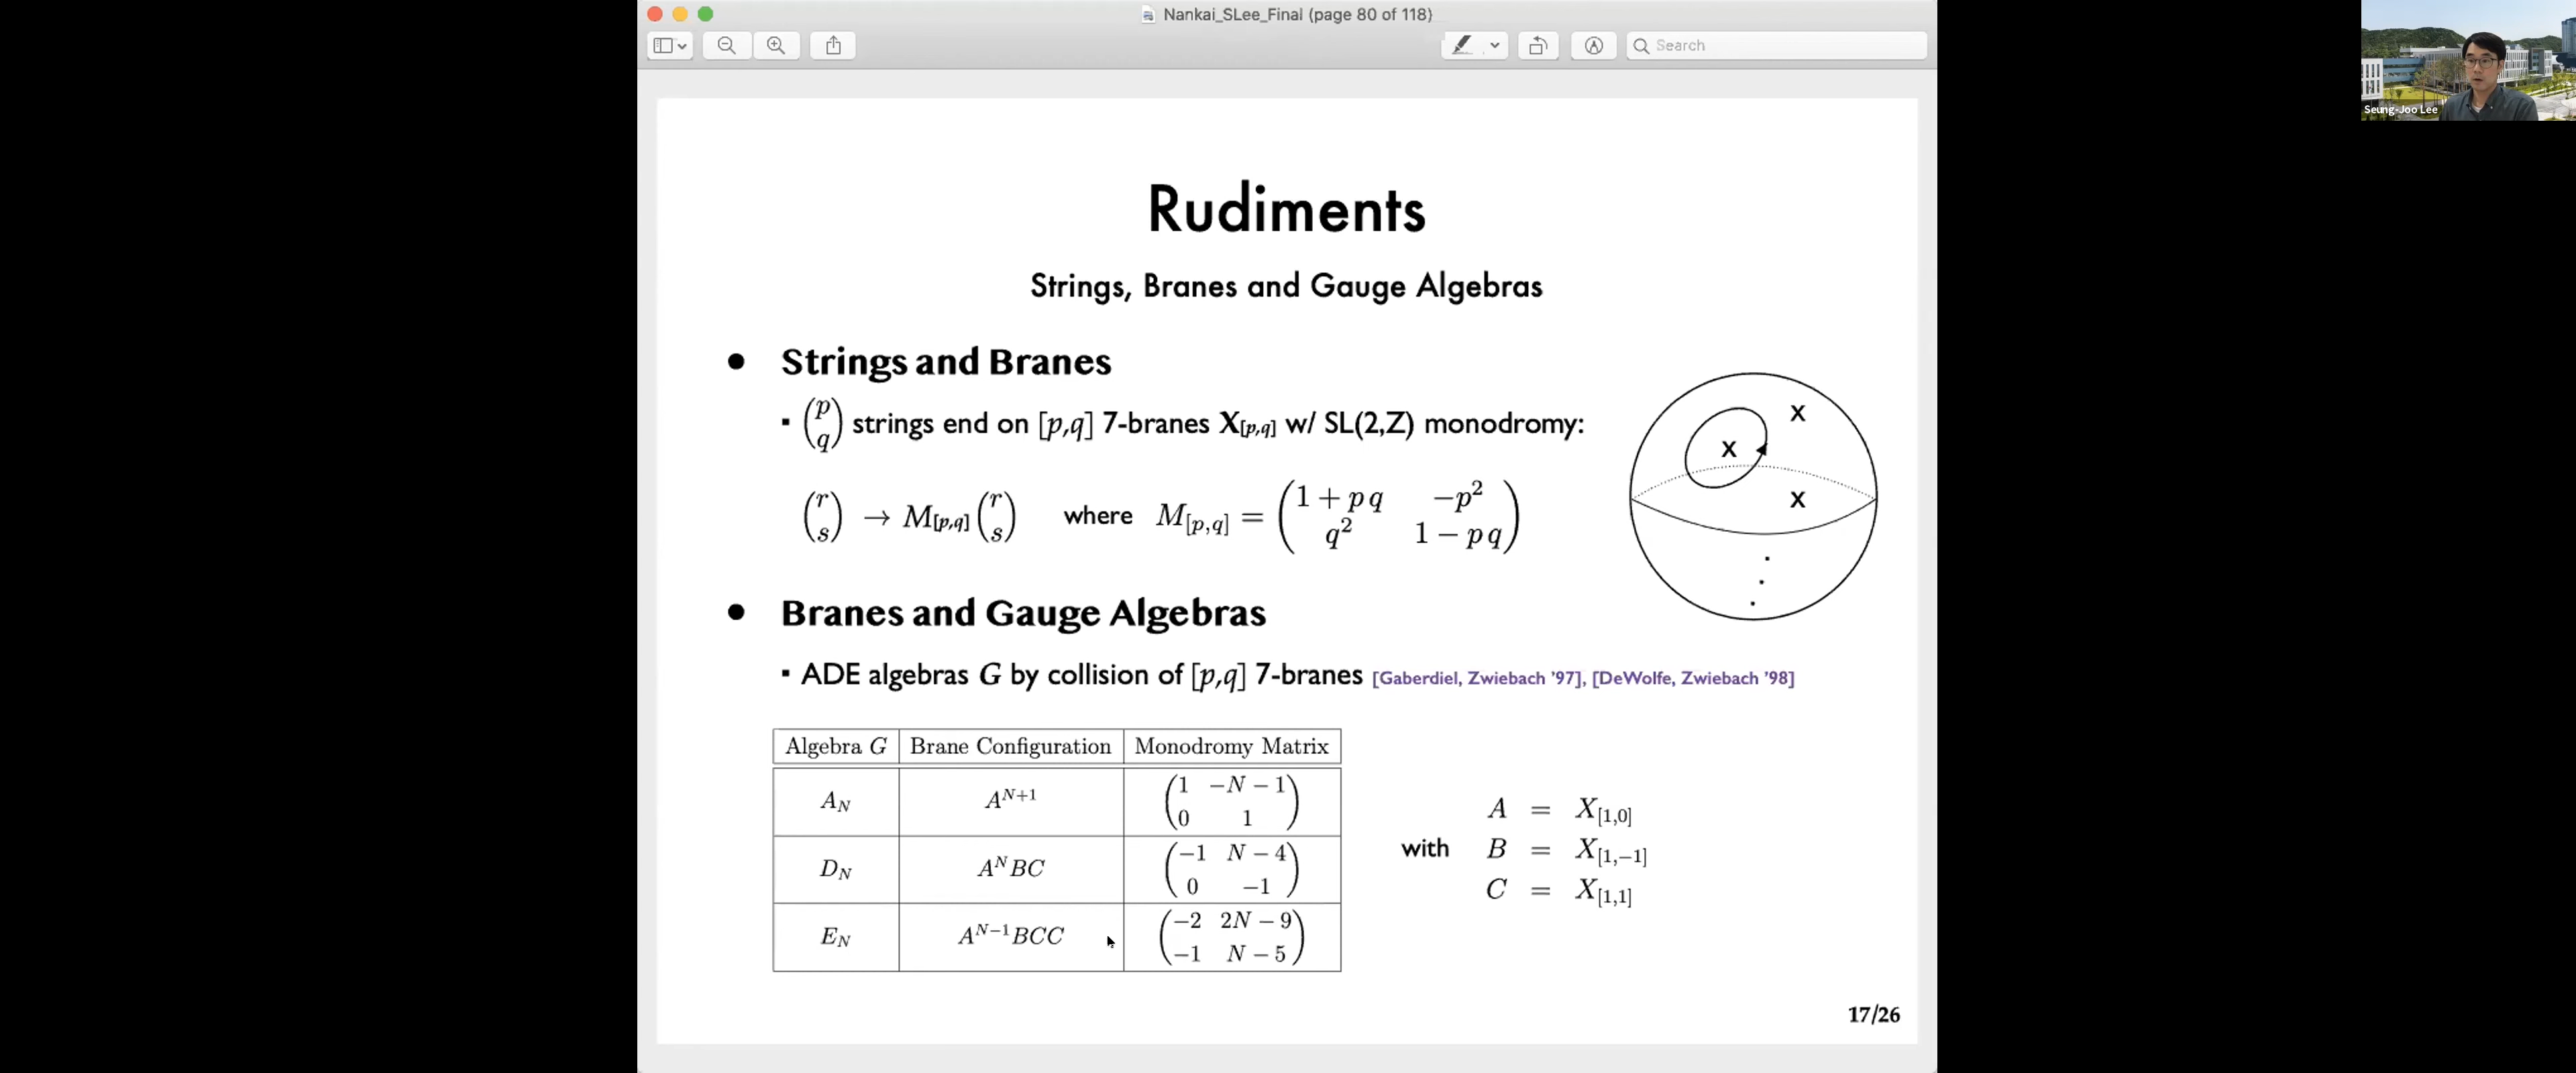 Nankai_SLee_Final (page 80 of 118)
Search
Seung-Joo Lee
Rudiments
Strings, Branes and Gauge Algebras
● Strings and Branes
▪ (p q) strings end on [p,q] 7-branes X[p,q] w/ SL(2,Z) monodromy:
(r s) → M[p,q] (r s) where M[p,q] = (1 + p q −p² q² 1 − p q)
X
X
X
● Branes and Gauge Algebras
▪ ADE algebras G by collision of [p,q] 7-branes [Gaberdiel, Zwiebach '97], [DeWolfe, Zwiebach '98]
Algebra G Brane Configuration Monodromy Matrix
A_N A^{N+1} (1 −N − 1 0 1)
D_N A^N BC (−1 N − 4 0 −1)
E_N A^{N−1}BCC (−2 2N − 9 −1 N − 5)
with
A = X[1,0]
B = X[1,−1]
C = X[1,1]
17/26